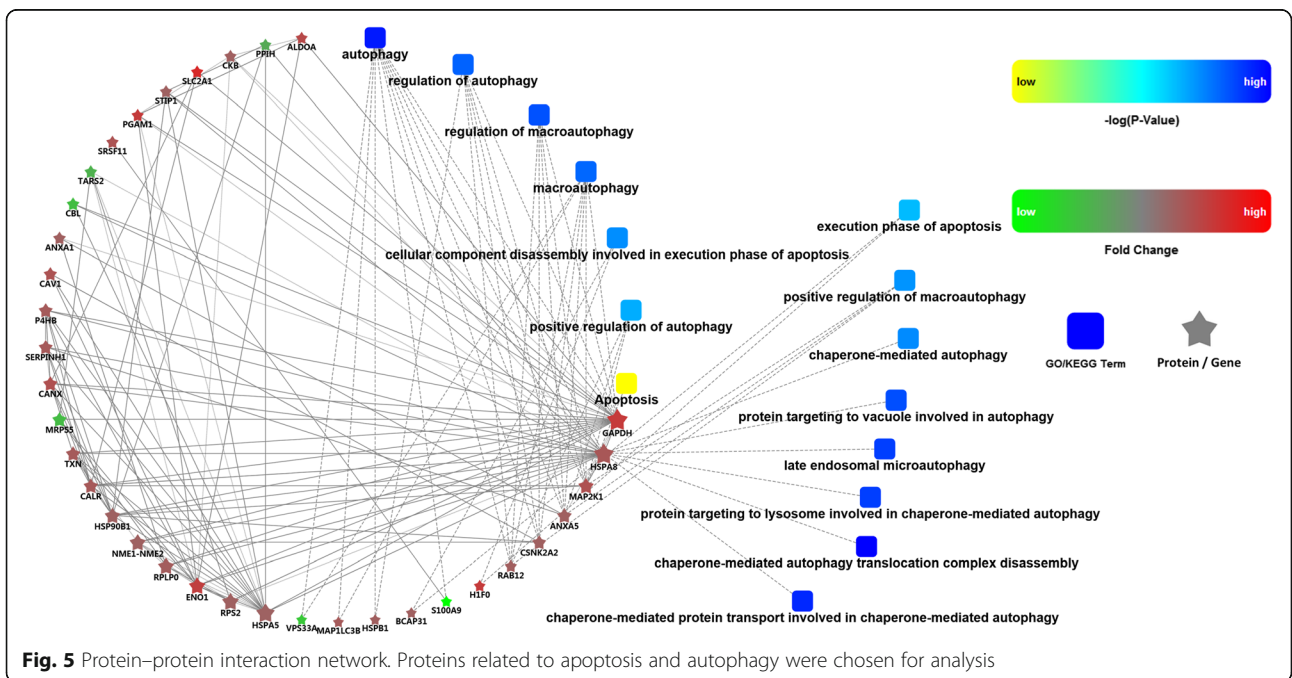 ALDOA
PPIH
CKB
SLC2A1
STIP1
PGAM1
SRSF11
TARS2
CBL
ANXA1
CAV1
P4HB
SERPINH1
CANX
MRPS5
TXN
CALR
HSP90B1
NME1-NME2
RPLP0
ENO1
RPS2
HSPA5
VPS33A
MAP1LC3B
HSPB1
BCAP31
S100A9
H1F0
RAB12
CSNK2A2
ANXA5
MAP2K1
HSPA8
GAPDH
autophagy
regulation of autophagy
regulation of macroautophagy
macroautophagy
cellular component disassembly involved in execution phase of apoptosis
positive regulation of autophagy
Apoptosis
execution phase of apoptosis
positive regulation of macroautophagy
chaperone-mediated autophagy
protein targeting to vacuole involved in autophagy
late endosomal microautophagy
protein targeting to lysosome involved in chaperone-mediated autophagy
chaperone-mediated autophagy translocation complex disassembly
chaperone-mediated protein transport involved in chaperone-mediated autophagy
low high
-log(P-Value)
low high
Fold Change
GO/KEGG Term
Protein / Gene
Fig. 5 Protein–protein interaction network. Proteins related to apoptosis and autophagy were chosen for analysis